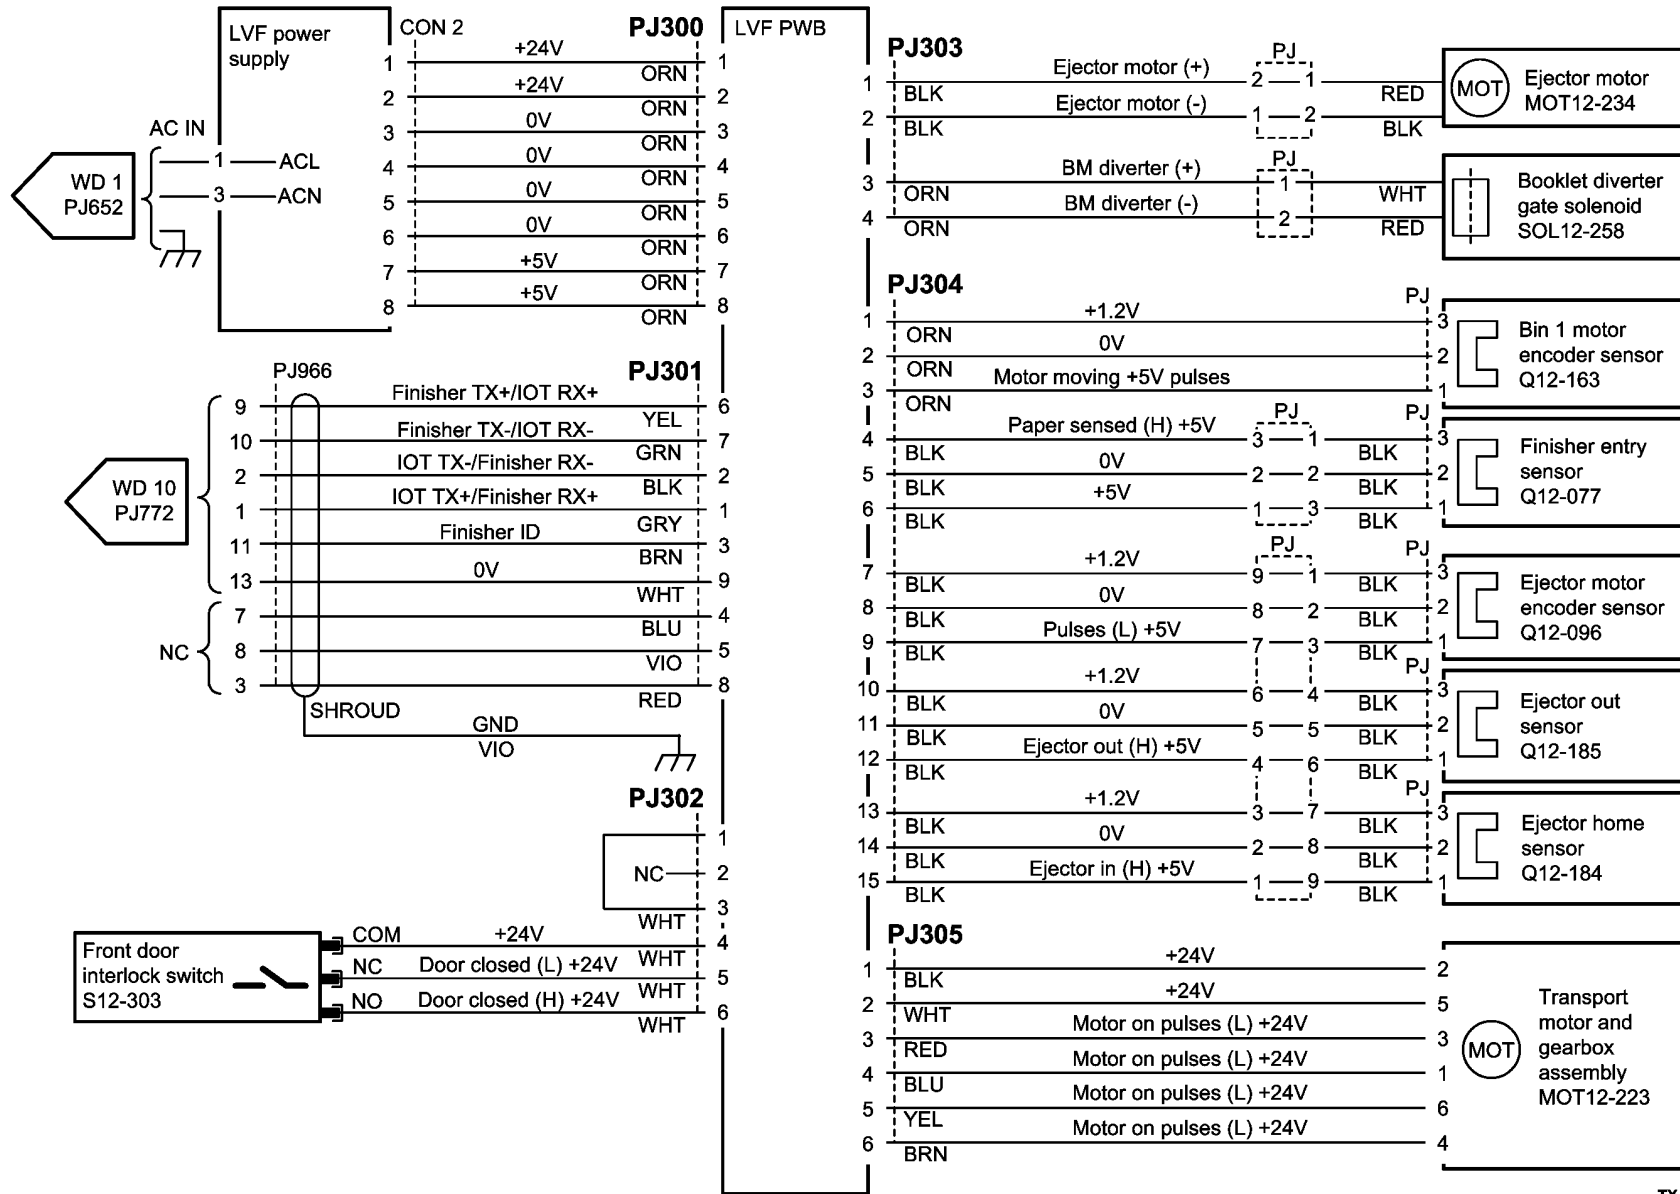 LVF power
supply
CON 2
PJ300
LVF PWB
1 +24V ORN 1
2 +24V ORN 2
3 0V ORN 3
4 0V ORN 4
5 0V ORN 5
6 0V ORN 6
7 +5V ORN 7
8 +5V ORN 8
AC IN
1 ACL
3 ACN
WD 1
PJ652
PJ966
PJ301
9 Finisher TX+/IOT RX+ YEL 6
10 Finisher TX-/IOT RX- GRN 7
2 IOT TX-/Finisher RX- BLK 2
1 IOT TX+/Finisher RX+ GRY 1
11 Finisher ID BRN 3
13 0V WHT 9
7 BLU 4
8 VIO 5
3 RED 8
WD 10
PJ772
NC
SHROUD
GND
VIO
PJ302
1
NC 2
3
WHT
COM +24V WHT 4
NC Door closed (L) +24V WHT 5
NO Door closed (H) +24V WHT 6
Front door
interlock switch
S12-303
PJ303
PJ
1 BLK Ejector motor (+) 2 1 RED
2 BLK Ejector motor (-) 1 2 BLK
MOT
Ejector motor
MOT12-234
PJ
3 ORN BM diverter (+) 1 WHT
4 ORN BM diverter (-) 2 RED
Booklet diverter
gate solenoid
SOL12-258
PJ304
PJ
1 ORN +1.2V 3
2 ORN 0V 2
3 ORN Motor moving +5V pulses 1
Bin 1 motor
encoder sensor
Q12-163
PJ PJ
4 BLK Paper sensed (H) +5V 3 1 BLK 3
5 BLK 0V 2 2 BLK 2
6 BLK +5V 1 3 BLK 1
Finisher entry
sensor
Q12-077
PJ PJ
7 BLK +1.2V 9 1 BLK 3
8 BLK 0V 8 2 BLK 2
9 BLK Pulses (L) +5V 7 3 BLK 1
Ejector motor
encoder sensor
Q12-096
PJ
10 BLK +1.2V 6 4 BLK 3
11 BLK 0V 5 5 BLK 2
12 BLK Ejector out (H) +5V 4 6 BLK 1
Ejector out
sensor
Q12-185
PJ
13 BLK +1.2V 3 7 BLK 3
14 BLK 0V 2 8 BLK 2
15 BLK Ejector in (H) +5V 1 9 BLK 1
Ejector home
sensor
Q12-184
PJ305
1 BLK +24V 2
2 WHT +24V 5
3 RED Motor on pulses (L) +24V 3
4 BLU Motor on pulses (L) +24V 1
5 YEL Motor on pulses (L) +24V 6
6 BRN Motor on pulses (L) +24V 4
MOT
Transport
motor and
gearbox
assembly
MOT12-223